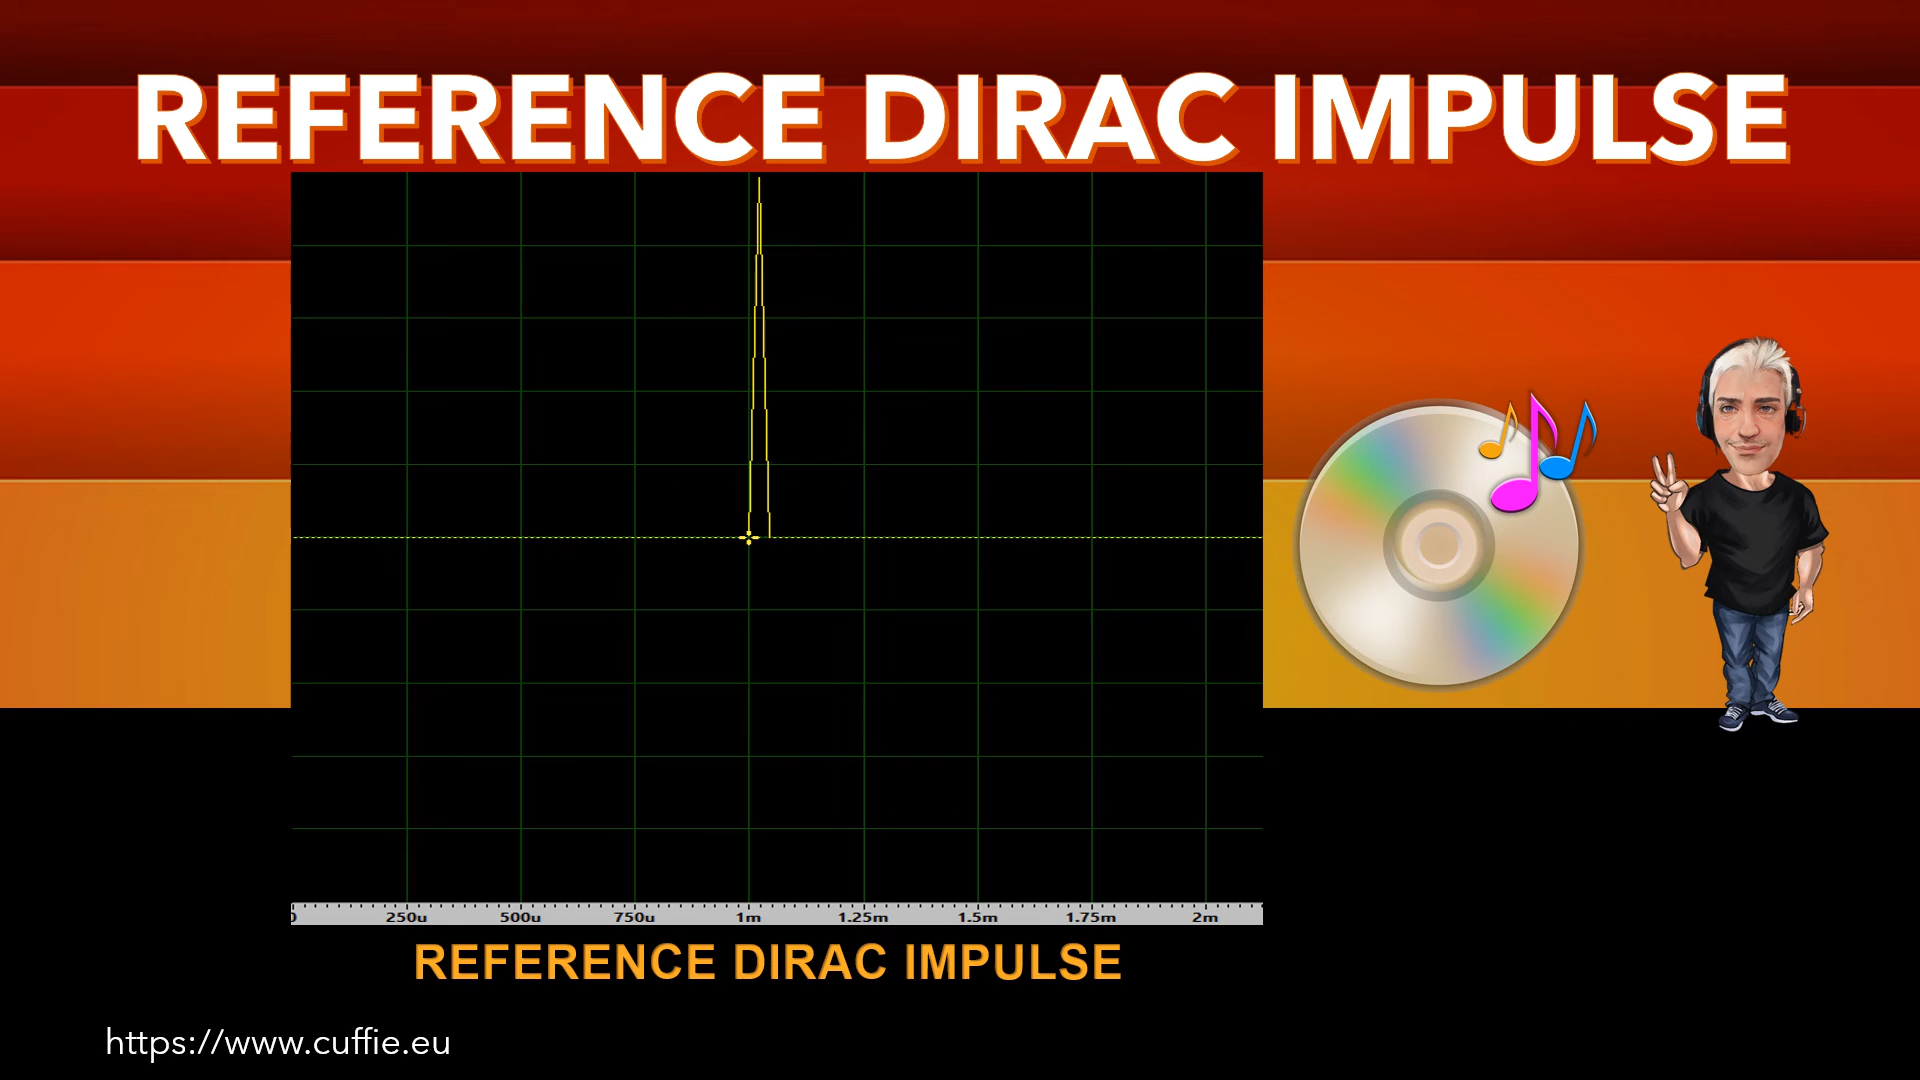 REFERENCE DIRAC IMPULSE
0 250u 500u 750u 1m 1.25m 1.5m 1.75m 2m
REFERENCE DIRAC IMPULSE
https://www.cuffie.eu